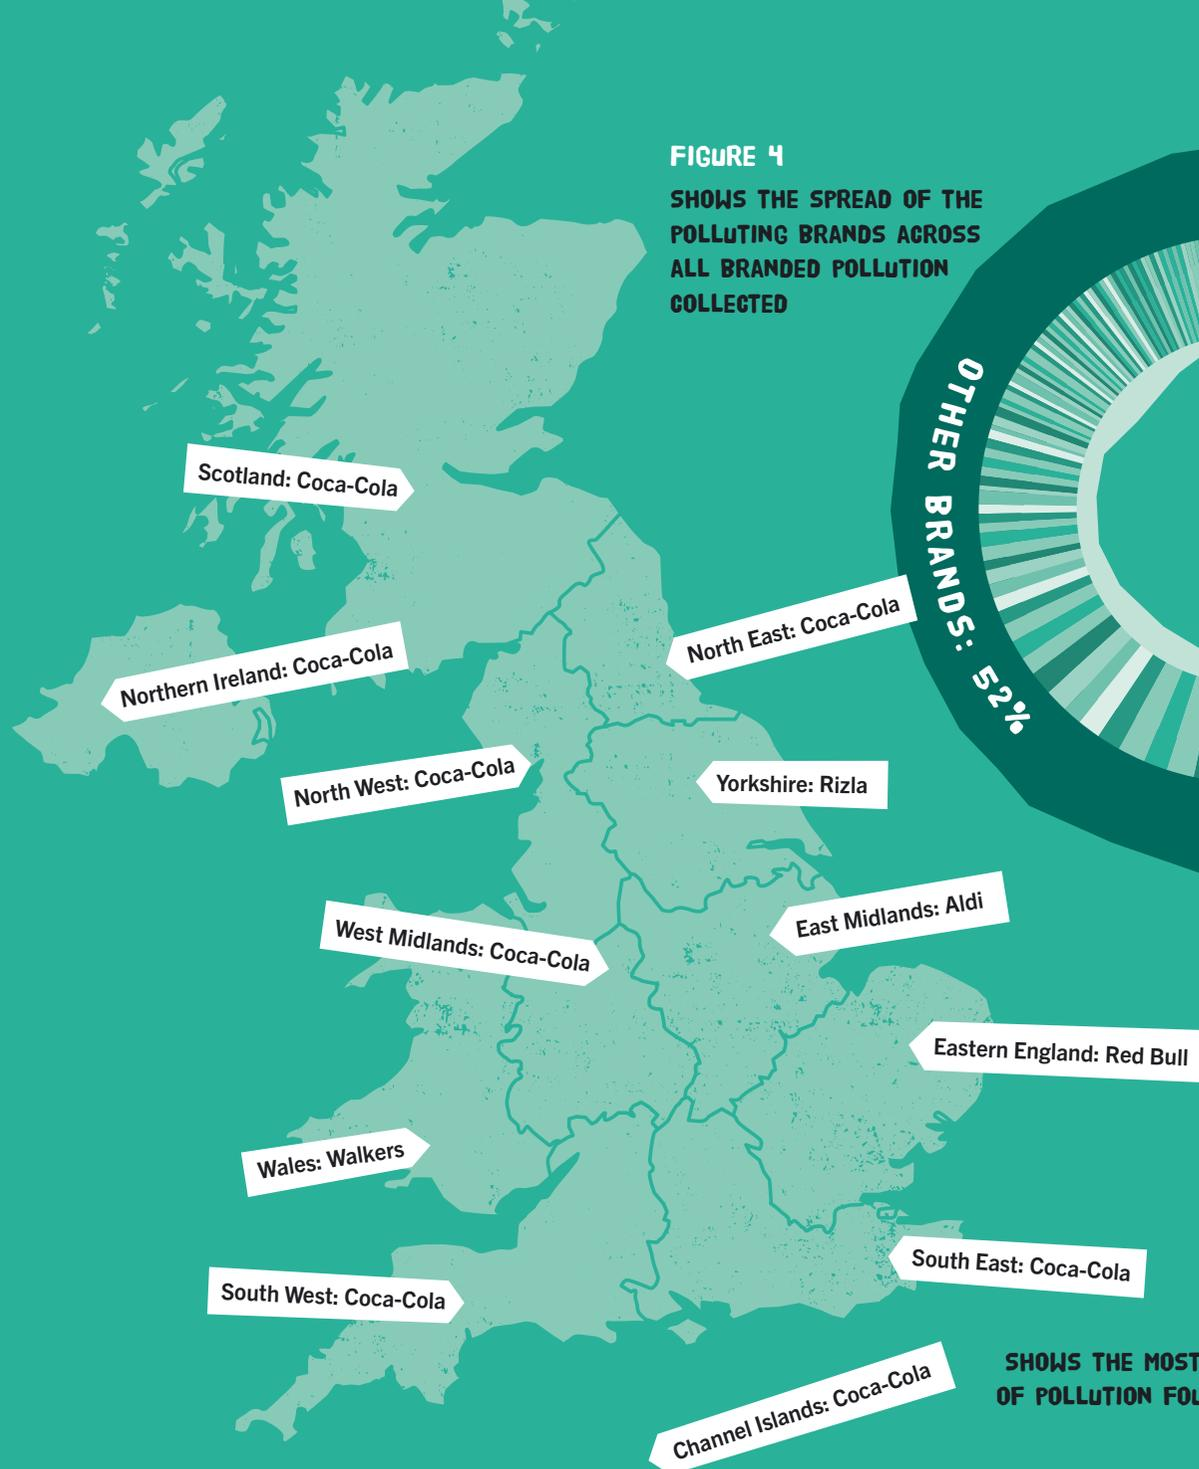 FIGURE 4
SHOWS THE SPREAD OF THE
POLLUTING BRANDS ACROSS
ALL BRANDED POLLUTION
COLLECTED
OTHER BRANDS: 52%
Scotland: Coca-Cola
North East: Coca-Cola
Northern Ireland: Coca-Cola
North West: Coca-Cola
Yorkshire: Rizla
East Midlands: Aldi
West Midlands: Coca-Cola
Eastern England: Red Bull
Wales: Walkers
South East: Coca-Cola
South West: Coca-Cola
Channel Islands: Coca-Cola
SHOWS THE MOST
OF POLLUTION